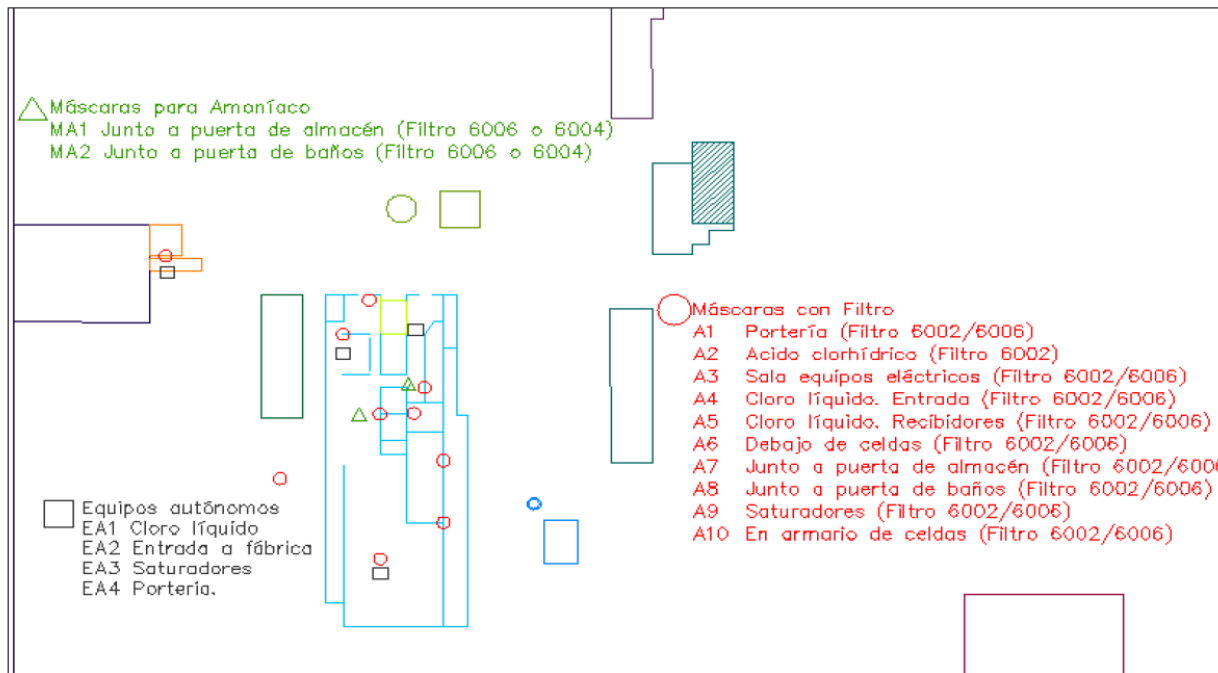 Máscaras para Amoníaco
MA1 Junto a puerta de almacén (Filtro 6006 o 6004)
MA2 Junto a puerta de baños (Filtro 6006 o 6004)
Máscaras con Filtro
A1 Portería (Filtro 6002/6006)
A2 Acido clorhídrico (Filtro 6002)
A3 Sala equipos eléctricos (Filtro 6002/6006)
A4 Cloro líquido. Entrada (Filtro 6002/6006)
A5 Cloro líquido. Recibidores (Filtro 6002/6006)
A6 Debajo de celdas (Filtro 6002/6006)
A7 Junto a puerta de almacén (Filtro 6002/600
A8 Junto a puerta de baños (Filtro 6002/6006)
A9 Saturadores (Filtro 6002/6006)
A10 En armario de celdas (Filtro 6002/6006)
Equipos autónomos
EA1 Cloro líquido
EA2 Entrada a fábrica
EA3 Saturadores
EA4 Portería.